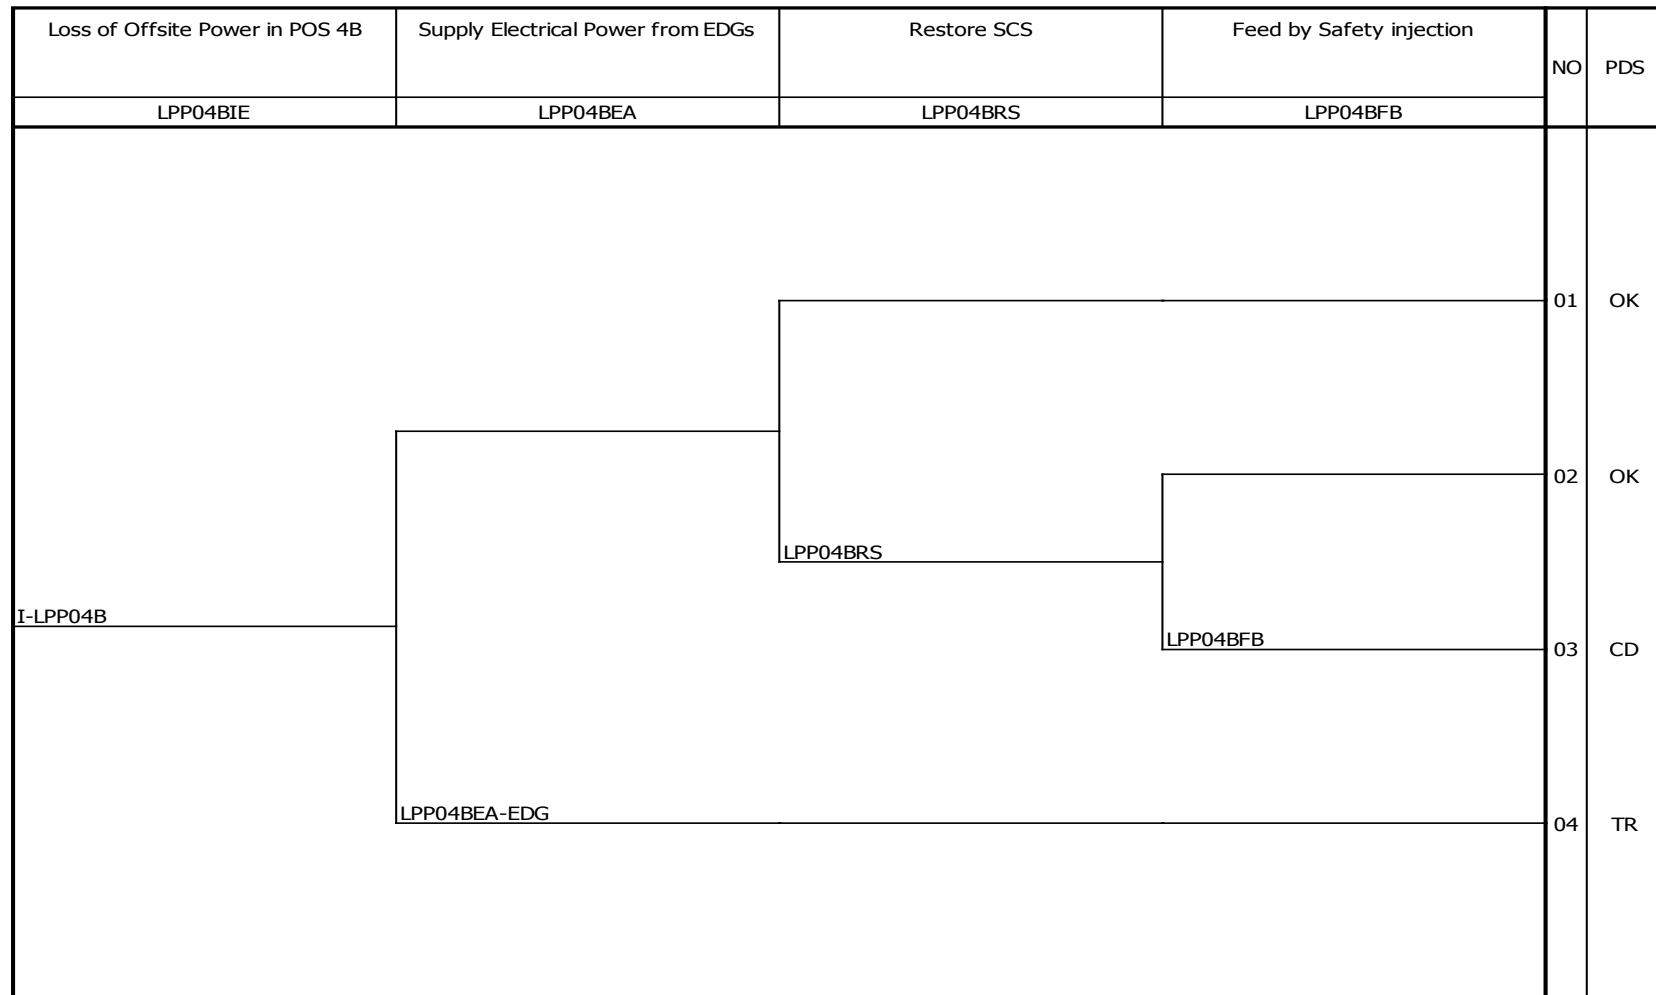 Loss of Offsite Power in POS 4B
Supply Electrical Power from EDGs
Restore SCS
Feed by Safety injection
NO
PDS
LPP04BIE
LPP04BEA
LPP04BRS
LPP04BFB
01
OK
02
OK
LPP04BRS
I-LPP04B
LPP04BFB
03
CD
LPP04BEA-EDG
04
TR